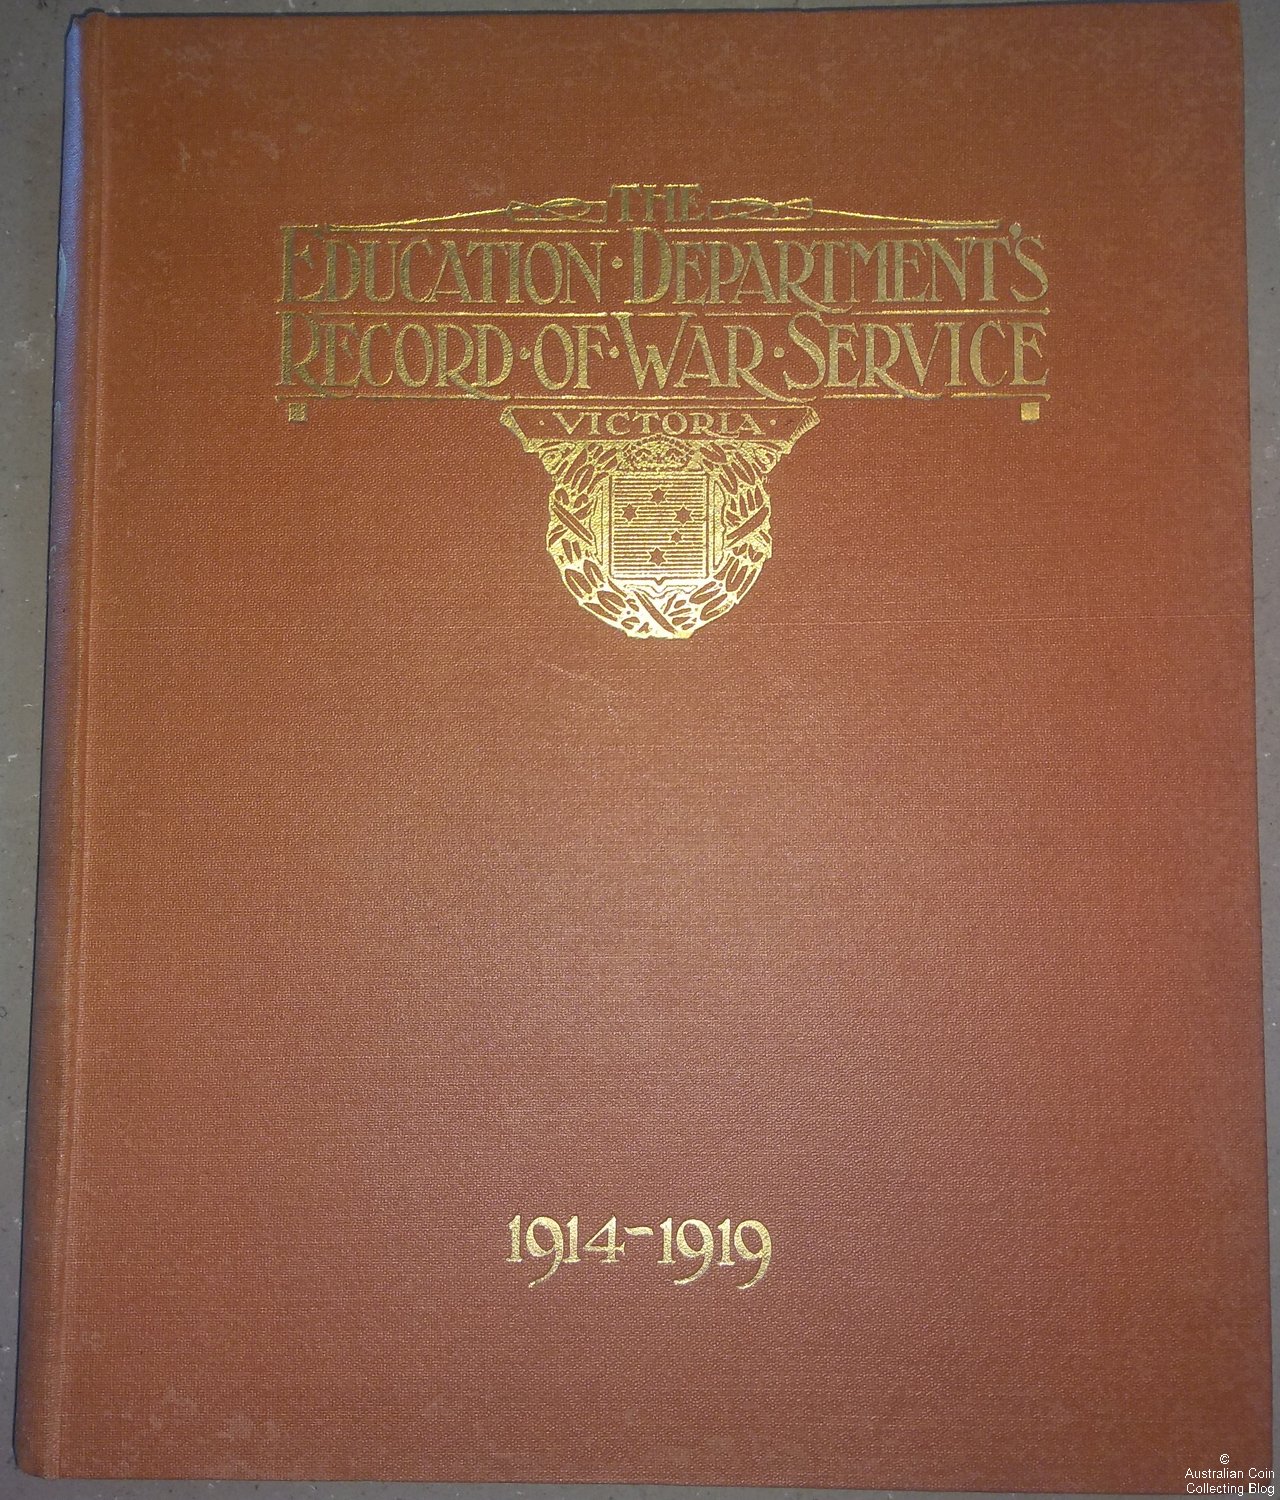 THE
EDUCATION·DEPARTMENT'S
RECORD·OF·WAR·SERVICE
·VICTORIA·
1914-1919
©
Australian Coin
Collecting Blog